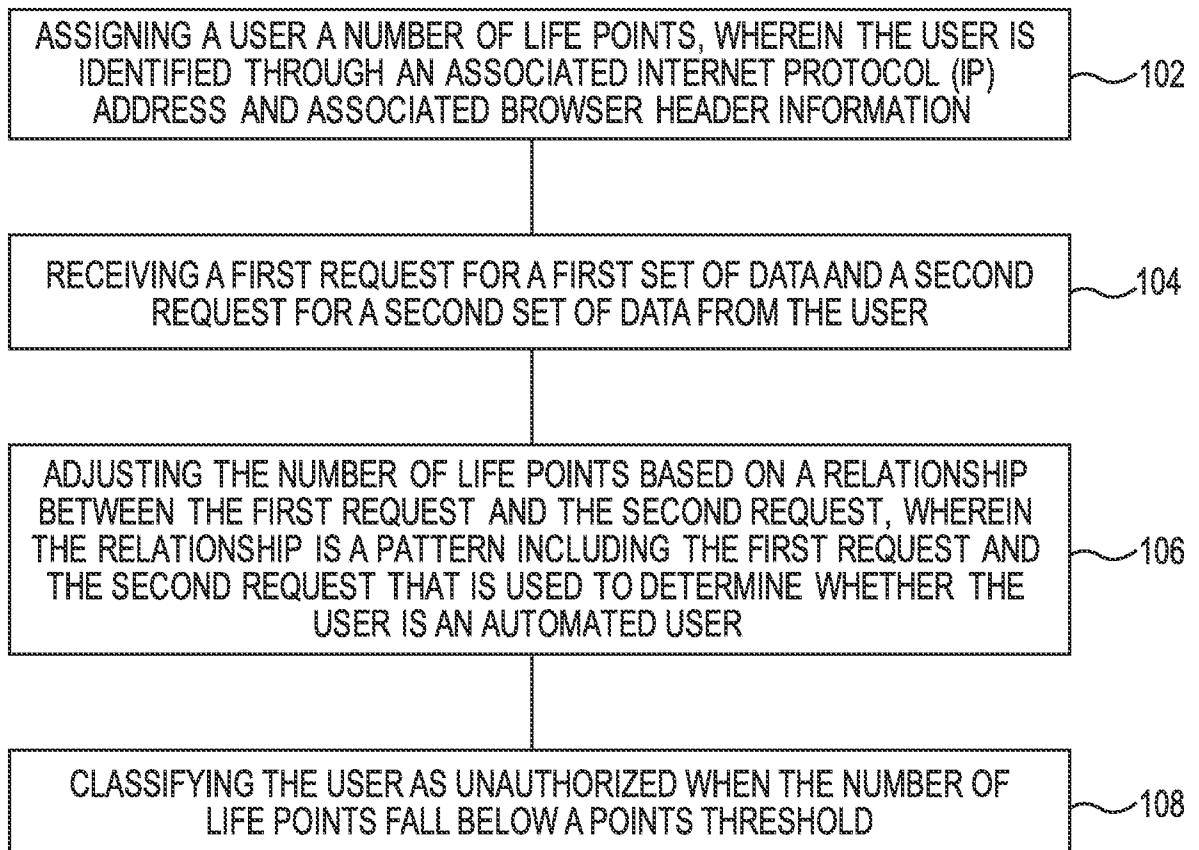 ASSIGNING A USER A NUMBER OF LIFE POINTS, WHEREIN THE USER IS
IDENTIFIED THROUGH AN ASSOCIATED INTERNET PROTOCOL (IP)
ADDRESS AND ASSOCIATED BROWSER HEADER INFORMATION
102
RECEIVING A FIRST REQUEST FOR A FIRST SET OF DATA AND A SECOND
REQUEST FOR A SECOND SET OF DATA FROM THE USER
104
ADJUSTING THE NUMBER OF LIFE POINTS BASED ON A RELATIONSHIP
BETWEEN THE FIRST REQUEST AND THE SECOND REQUEST, WHEREIN
THE RELATIONSHIP IS A PATTERN INCLUDING THE FIRST REQUEST AND
THE SECOND REQUEST THAT IS USED TO DETERMINE WHETHER THE
USER IS AN AUTOMATED USER
106
CLASSIFYING THE USER AS UNAUTHORIZED WHEN THE NUMBER OF
LIFE POINTS FALL BELOW A POINTS THRESHOLD
108